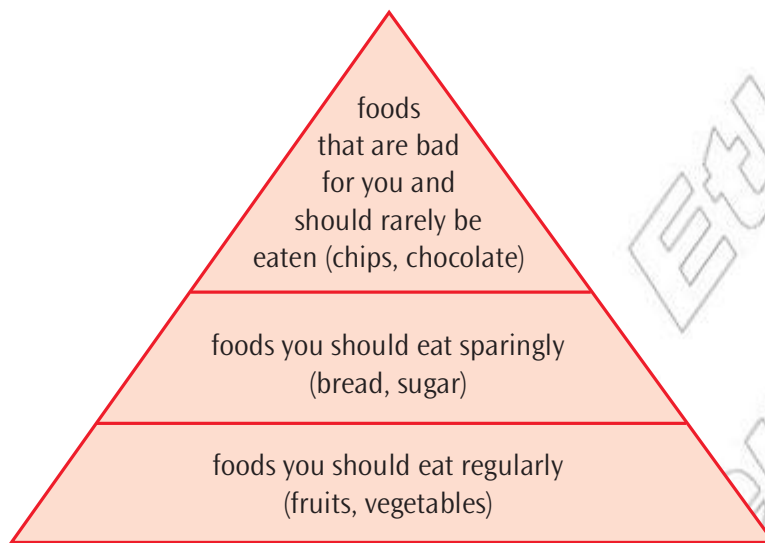 foods
that are bad
for you and
should rarely be
eaten (chips, chocolate)
foods you should eat sparingly
(bread, sugar)
foods you should eat regularly
(fruits, vegetables)